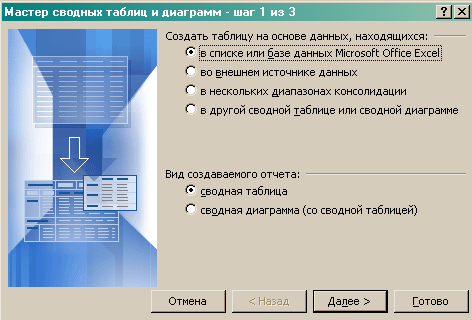 Мастер сводных таблиц и диаграмм - шаг 1 из 3
Создать таблицу на основе данных, находящихся:
в списке или базе данных Microsoft Office Excel
во внешнем источнике данных
в нескольких диапазонах консолидации
в другой сводной таблице или сводной диаграмме
Вид создаваемого отчета:
сводная таблица
сводная диаграмма (со сводной таблицей)
Отмена < Назад Далее > Готово